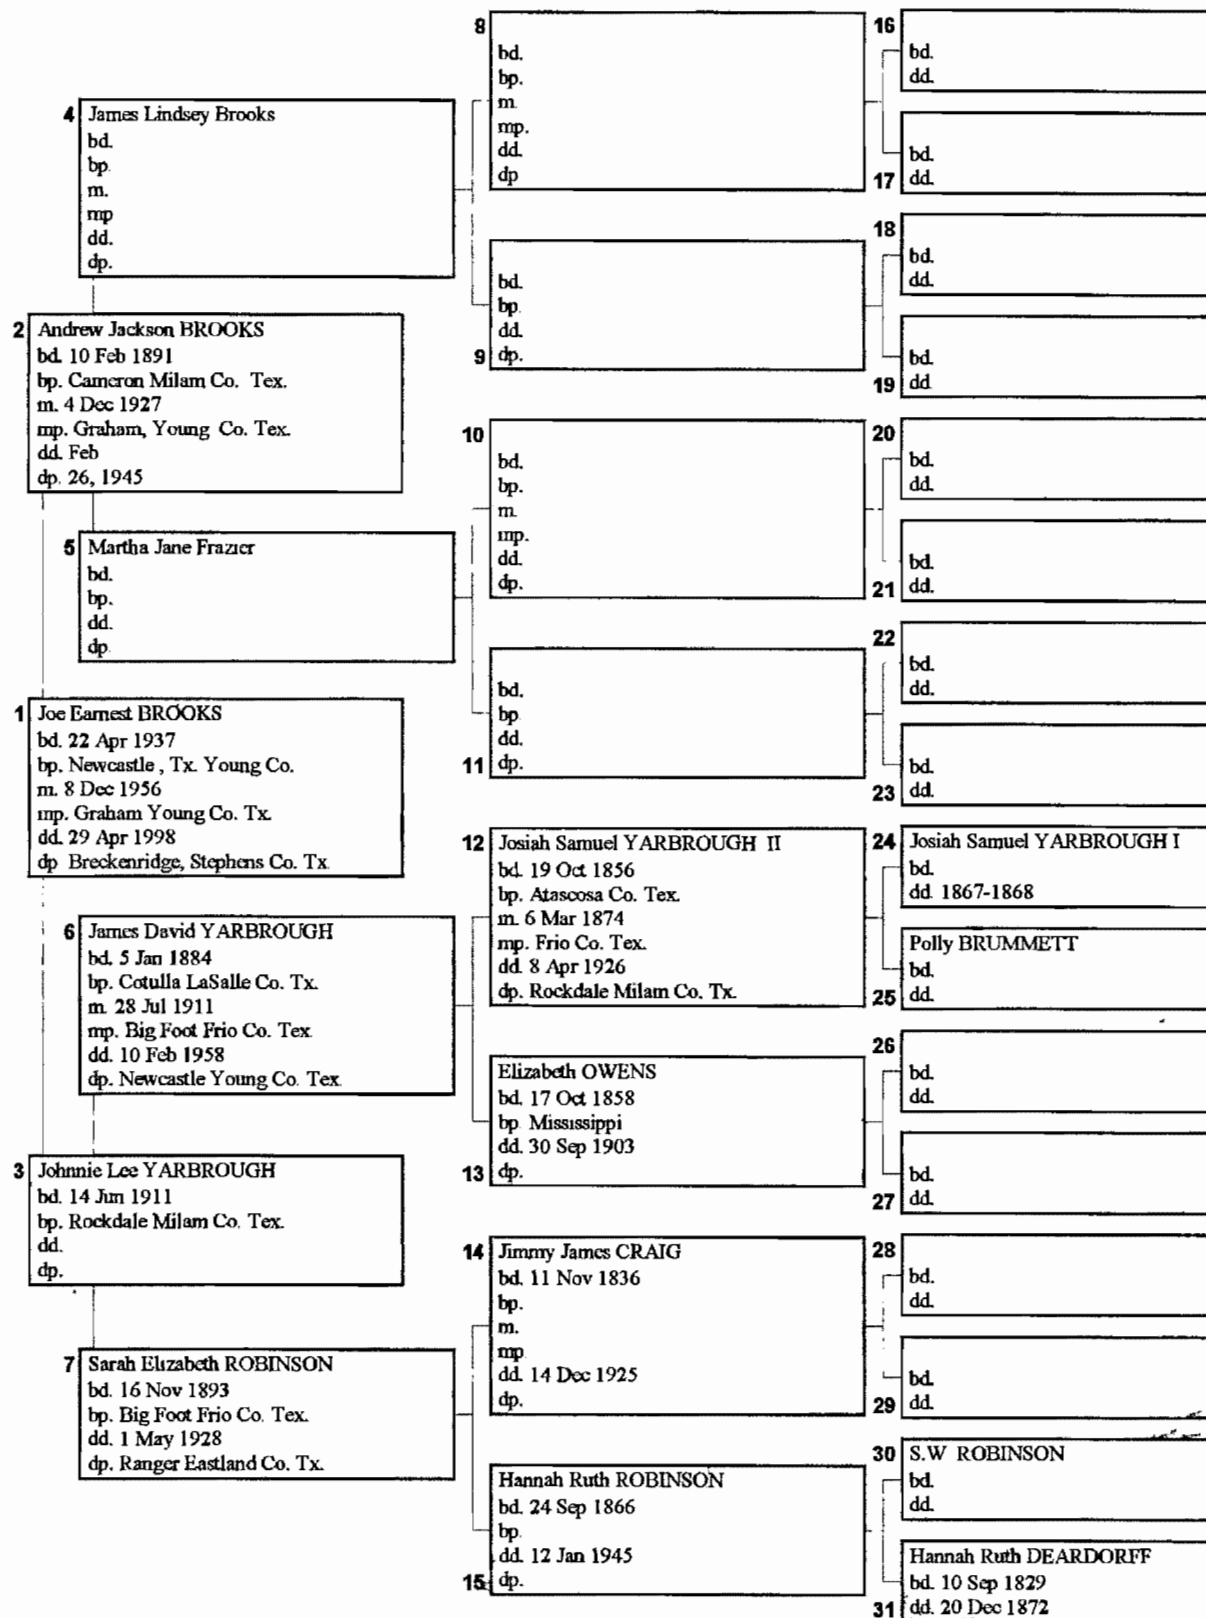 4 James Lindsey Brooks
bd.
bp.
m.
mp
dd.
dp.
2 Andrew Jackson BROOKS
bd. 10 Feb 1891
bp. Cameron Milam Co. Tex.
m. 4 Dec 1927
mp. Graham, Young Co. Tex.
dd. Feb
dp. 26, 1945
5 Martha Jane Frazier
bd.
bp.
dd.
dp.
1 Joe Earnest BROOKS
bd. 22 Apr 1937
bp. Newcastle , Tx. Young Co.
m. 8 Dec 1956
mp. Graham Young Co. Tx.
dd. 29 Apr 1998
dp Breckenridge, Stephens Co. Tx.
6 James David YARBROUGH
bd. 5 Jan 1884
bp. Cotulla LaSalle Co. Tx.
m. 28 Jul 1911
mp. Big Foot Frio Co. Tex.
dd. 10 Feb 1958
dp. Newcastle Young Co. Tex.
3 Johnnie Lee YARBROUGH
bd. 14 Jun 1911
bp. Rockdale Milam Co. Tex.
dd.
dp.
7 Sarah Elizabeth ROBINSON
bd. 16 Nov 1893
bp. Big Foot Frio Co. Tex.
dd. 1 May 1928
dp. Ranger Eastland Co. Tx.
8
bd.
bp.
m.
mp.
dd.
dp
bd.
bp.
dd.
9 dp.
10
bd.
bp.
m.
mp.
dd.
dp.
bd.
bp.
dd.
11 dp.
12 Josiah Samuel YARBROUGH II
bd. 19 Oct 1856
bp. Atascosa Co. Tex.
m. 6 Mar 1874
mp. Frio Co. Tex.
dd. 8 Apr 1926
dp. Rockdale Milam Co. Tx.
Elizabeth OWENS
bd. 17 Oct 1858
bp. Mississippi
dd. 30 Sep 1903
13 dp.
14 Jimmy James CRAIG
bd. 11 Nov 1836
bp.
m.
mp
dd. 14 Dec 1925
dp.
Hannah Ruth ROBINSON
bd. 24 Sep 1866
bp.
dd. 12 Jan 1945
15 dp.
16
bd.
dd.
bd.
17 dd.
18
bd.
dd.
bd.
19 dd
20
bd.
dd.
bd.
21 dd.
22
bd.
dd.
bd.
23 dd.
24 Josiah Samuel YARBROUGH I
bd.
dd. 1867-1868
Polly BRUMMETT
bd.
25 dd.
26
bd.
dd.
bd.
27 dd.
28
bd.
dd.
bd.
29 dd.
30 S.W ROBINSON
bd.
dd.
Hannah Ruth DEARDORFF
bd. 10 Sep 1829
31 dd. 20 Dec 1872